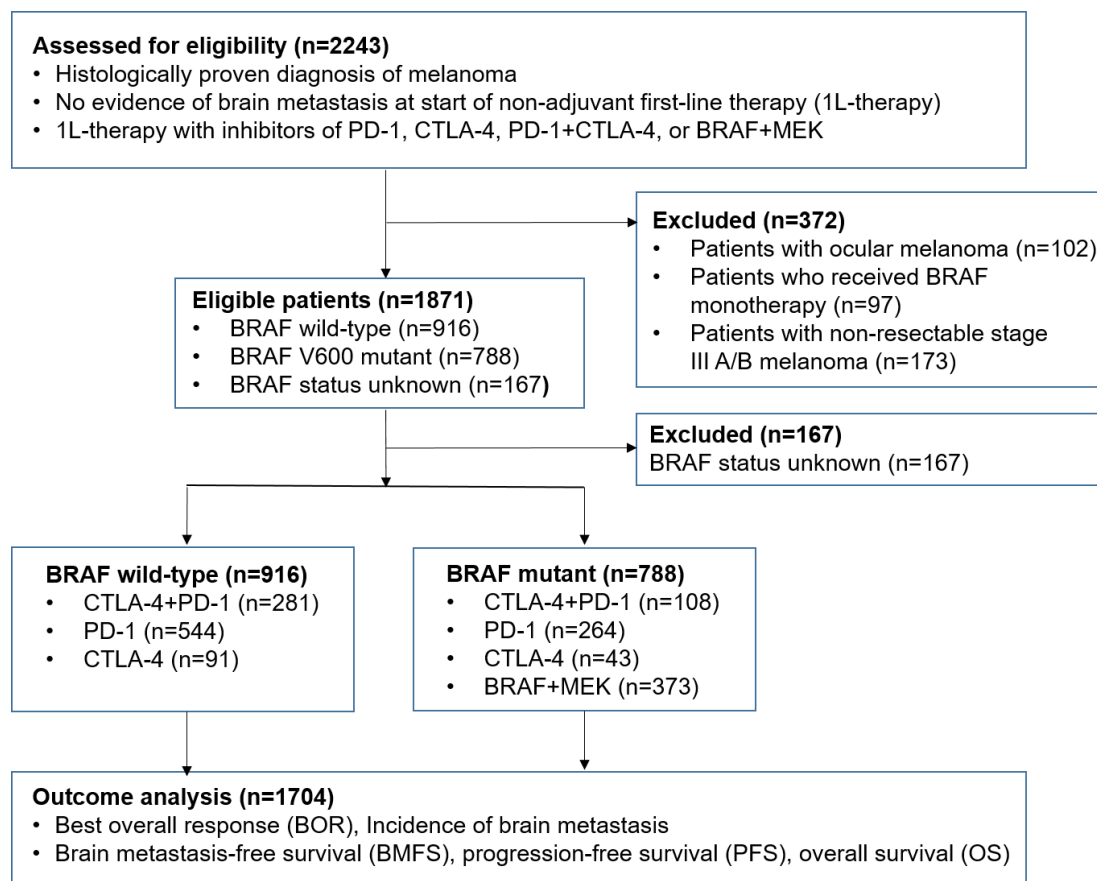 Assessed for eligibility (n=2243)
• Histologically proven diagnosis of melanoma
• No evidence of brain metastasis at start of non-adjuvant first-line therapy (1L-therapy)
• 1L-therapy with inhibitors of PD-1, CTLA-4, PD-1+CTLA-4, or BRAF+MEK
Excluded (n=372)
• Patients with ocular melanoma (n=102)
• Patients who received BRAF
monotherapy (n=97)
• Patients with non-resectable stage
III A/B melanoma (n=173)
Eligible patients (n=1871)
• BRAF wild-type (n=916)
• BRAF V600 mutant (n=788)
• BRAF status unknown (n=167)
Excluded (n=167)
BRAF status unknown (n=167)
BRAF wild-type (n=916)
• CTLA-4+PD-1 (n=281)
• PD-1 (n=544)
• CTLA-4 (n=91)
BRAF mutant (n=788)
• CTLA-4+PD-1 (n=108)
• PD-1 (n=264)
• CTLA-4 (n=43)
• BRAF+MEK (n=373)
Outcome analysis (n=1704)
• Best overall response (BOR), Incidence of brain metastasis
• Brain metastasis-free survival (BMFS), progression-free survival (PFS), overall survival (OS)